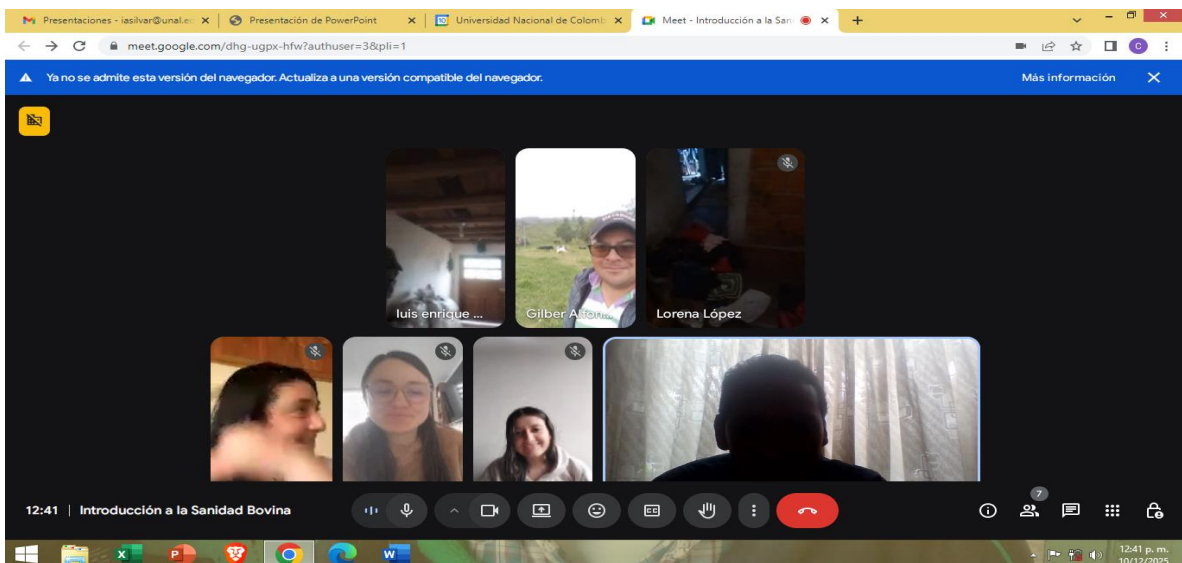 Presentaciones - iasilvar@unal.ec
Presentación de PowerPoint
Universidad Nacional de Colomb
Meet - Introducción a la San
meet.google.com/dhg-ugpx-hfw?authuser=3&pli=1
C
Ya no se admite esta versión del navegador. Actualiza a una versión compatible del navegador.
Más información
luis enrique ...
Gilber Alfon...
Lorena López
12:41 | Introducción a la Sanidad Bovina
CC
7
12:41 p. m.
10/12/2025